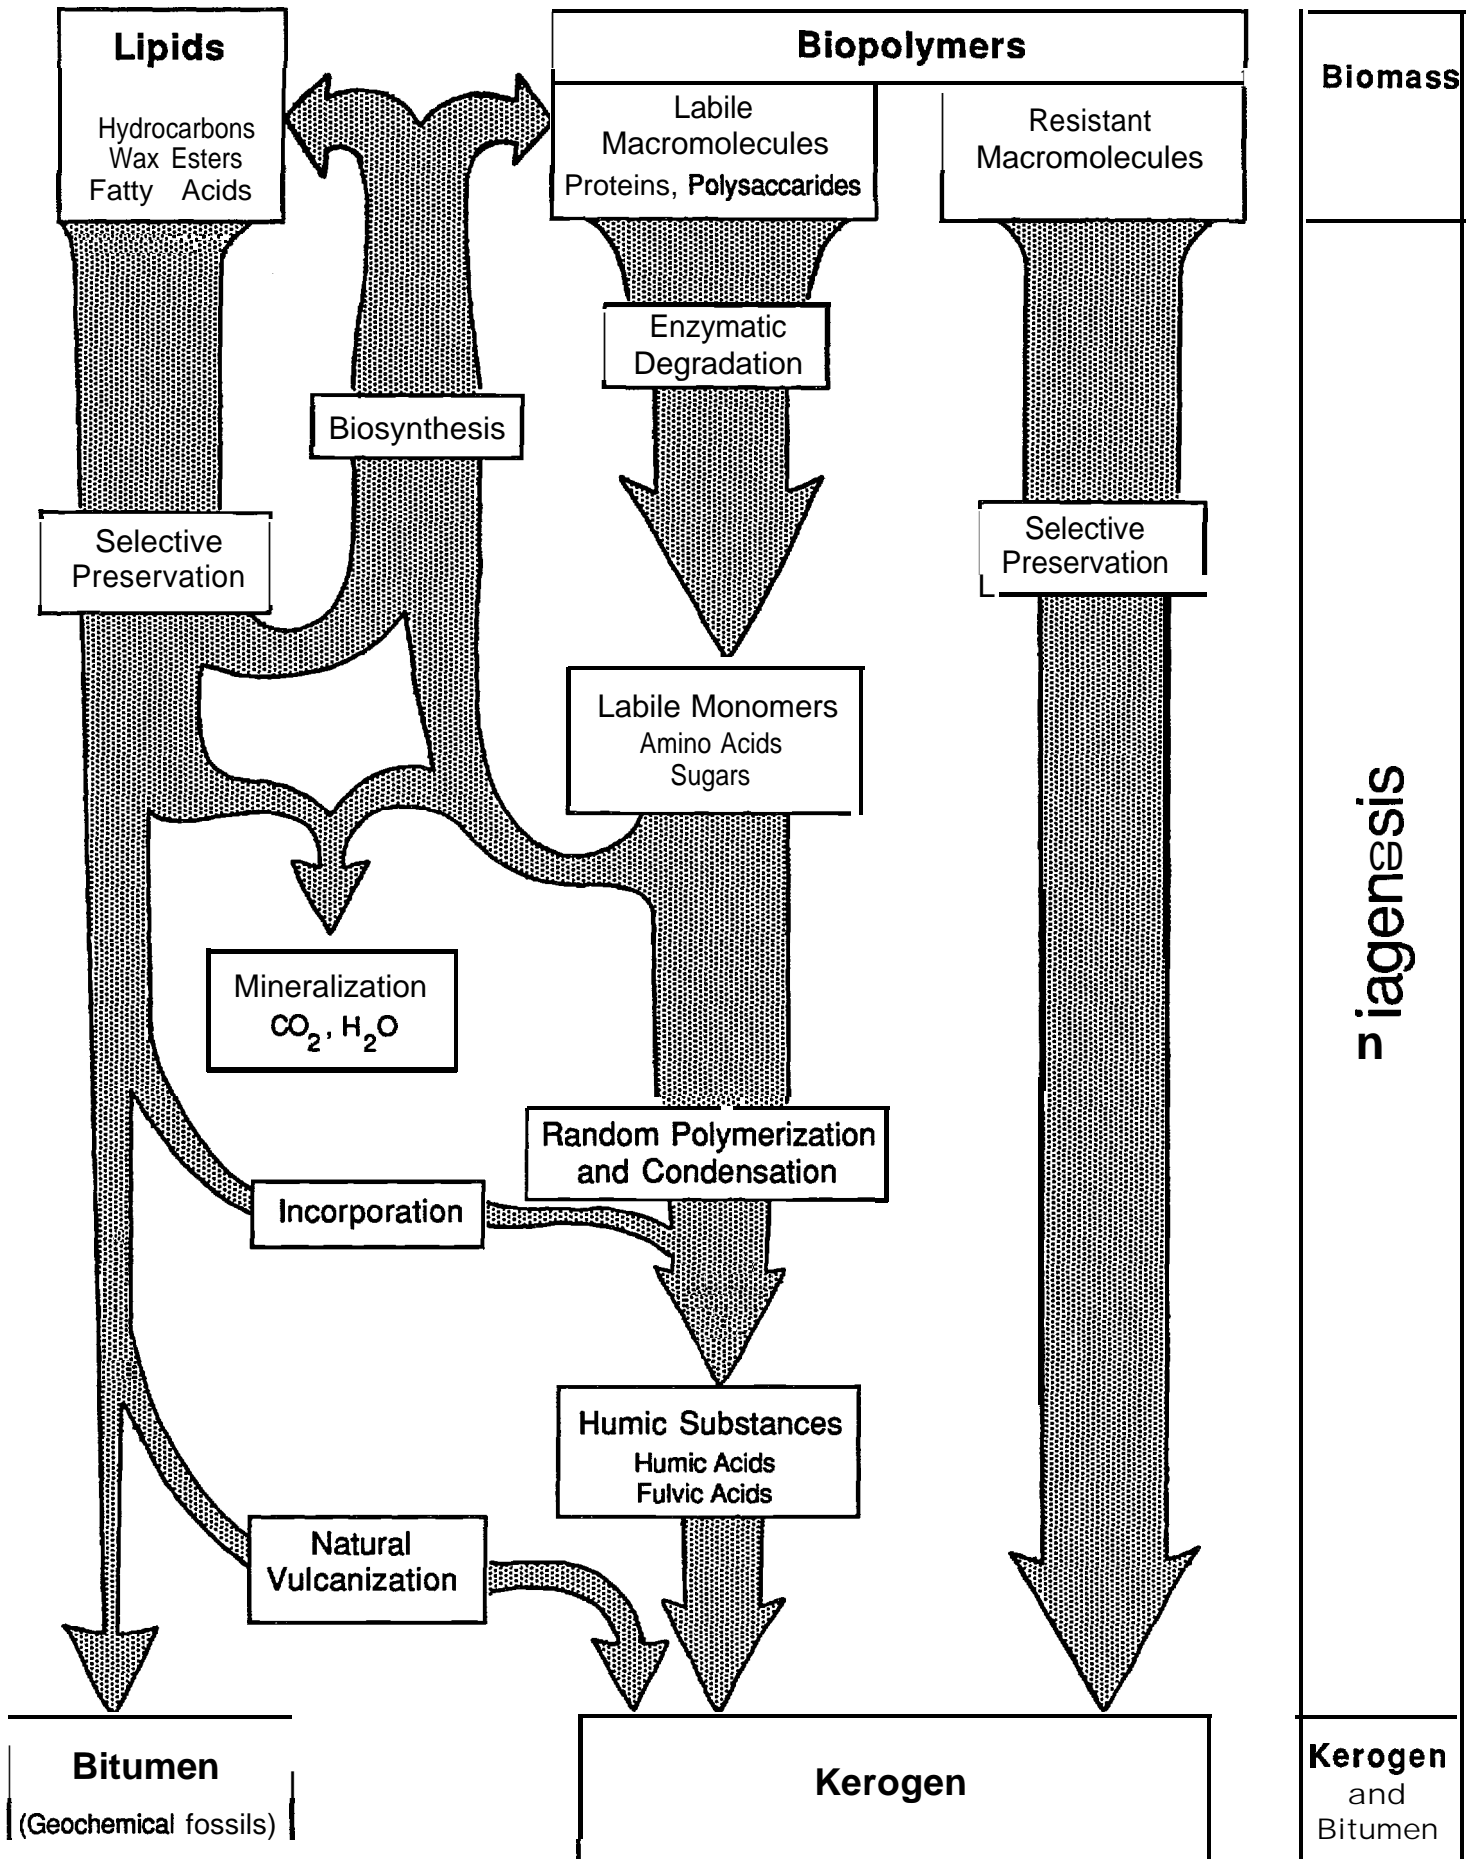 Lipids
Hydrocarbons
Wax Esters
Fatty Acids
Biopolymers
Labile
Macromolecules
Proteins, Polysaccarides
Resistant
Macromolecules
Biomass
Enzymatic
Degradation
Biosynthesis
Selective
Preservation
Selective
Preservation
Labile Monomers
Amino Acids
Sugars
Mineralization
CO2, H2O
Random Polymerization
and Condensation
Incorporation
Humic Substances
Humic Acids
Fulvic Acids
Natural
Vulcanization
niagenesis
Bitumen
(Geochemical fossils)
Kerogen
Kerogen
and
Bitumen